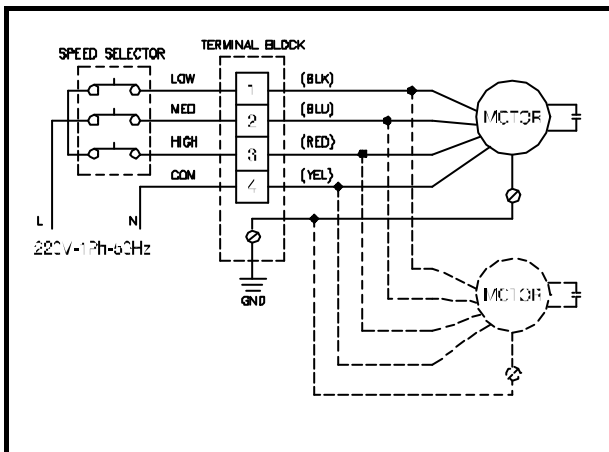 SPEED SELECTOR
TERMINAL BLOCK
LOW 1 (BLK)
MED 2 (BLU)
HIGH 3 (RED)
CON 4 (YEL)
MOTOR
L N
220V-1Ph-50Hz
GND
MOTOR